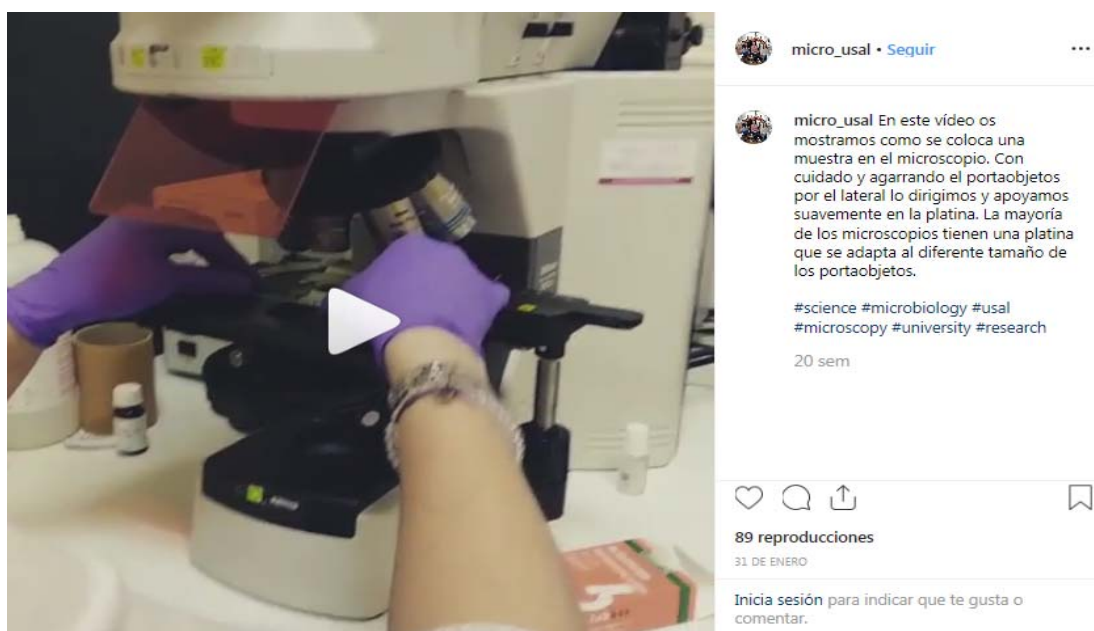 micro_usal • Seguir
micro_usal En este vídeo os
mostramos como se coloca una
muestra en el microscopio. Con
cuidado y agarrando el portaobjetos
por el lateral lo dirigimos y apoyamos
suavemente en la platina. La mayoría
de los microscopios tienen una platina
que se adapta al diferente tamaño de
los portaobjetos.
#science #microbiology #usal
#microscopy #university #research
20 sem
89 reproducciones
31 DE ENERO
Inicia sesión para indicar que te gusta o
comentar.